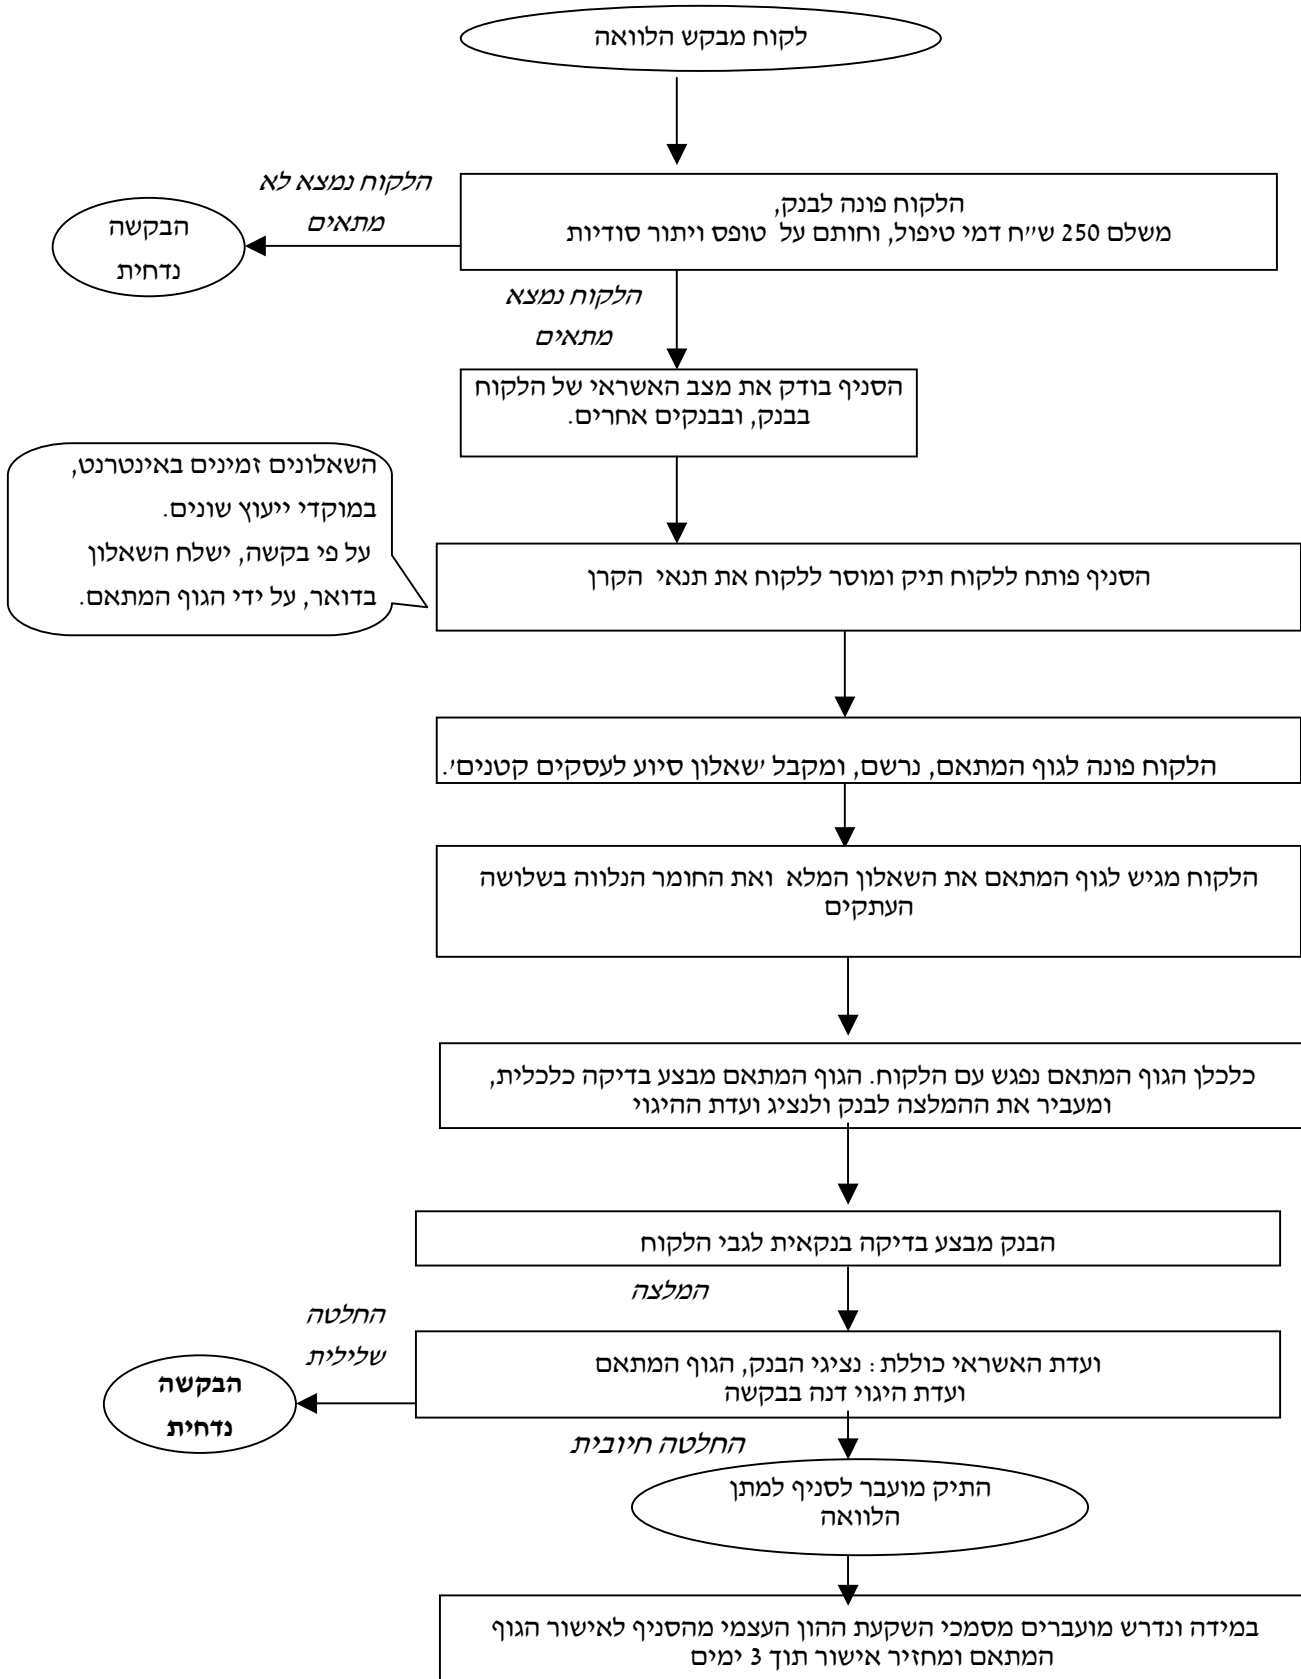 לקוח מבקש הלוואה
הלקוח נמצא לא
מתאים
הבקשה
נדחית
הלקוח פונה לבנק,
משלם 250 ש״ח דמי טיפול, וחותם על טופס ויתור סודיות
הלקוח נמצא
מתאים
הסניף בודק את מצב האשראי של הלקוח
בבנק, ובבנקים אחרים.
השאלונים זמינים באינטרנט,
במוקדי ייעוץ שונים.
על פי בקשה, ישלח השאלון
בדואר, על ידי הגוף המתאם.
הסניף פותח ללקוח תיק ומוסר ללקוח את תנאי הקרן
הלקוח פונה לגוף המתאם, נרשם, ומקבל 'שאלון סיוע לעסקים קטנים'.
הלקוח מגיש לגוף המתאם את השאלון המלא ואת החומר הנלווה בשלושה
העתקים
כלכלן הגוף המתאם נפגש עם הלקוח. הגוף המתאם מבצע בדיקה כלכלית,
ומעביר את ההמלצה לבנק ולנציג ועדת ההיגוי
הבנק מבצע בדיקה בנקאית לגבי הלקוח
המלצה
החלטה
שלילית
הבקשה
נדחית
ועדת האשראי כוללת: נציגי הבנק, הגוף המתאם
ועדת היגוי דנה בבקשה
החלטה חיובית
התיק מועבר לסניף למתן
הלוואה
במידה ונדרש מועברים מסמכי השקעת ההון העצמי מהסניף לאישור הגוף
המתאם ומחזיר אישור תוך 3 ימים